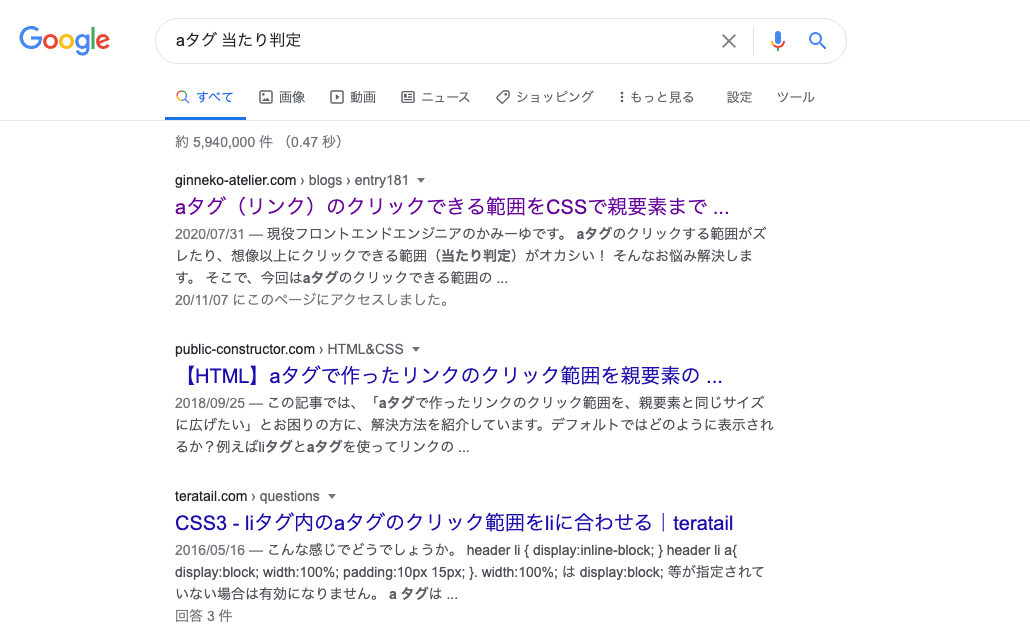 Google
aタグ 当たり判定
すべて 画像 動画 ニュース ショッピング もっと見る 設定 ツール
約 5,940,000 件 （0.47 秒）
ginneko-atelier.com › blogs › entry181
aタグ（リンク）のクリックできる範囲をCSSで親要素まで ...
2020/07/31 — 現役フロントエンドエンジニアのかみーゆです。 aタグのクリックする範囲がズ
レたり、想像以上にクリックできる範囲（当たり判定）がオカシい！ そんなお悩み解決しま
す。 そこで、今回はaタグのクリックできる範囲の ...
20/11/07 にこのページにアクセスしました。
public-constructor.com › HTML&CSS
【HTML】aタグで作ったリンクのクリック範囲を親要素の ...
2018/09/25 — この記事では、「aタグで作ったリンクのクリック範囲を、親要素と同じサイズ
に広げたい」とお困りの方に、解決方法を紹介しています。デフォルトではどのように表示され
るか？例えばliタグとaタグを使ってリンクの ...
teratail.com › questions
CSS3 - liタグ内のaタグのクリック範囲をliに合わせる｜teratail
2016/05/16 — こんな感じでどうでしょうか。 header li { display:inline-block; } header li a{
display:block; width:100%; padding:10px 15px; }. width:100%; は display:block; 等が指定されて
いない場合は有効になりません。 a タグは ...
回答 3 件